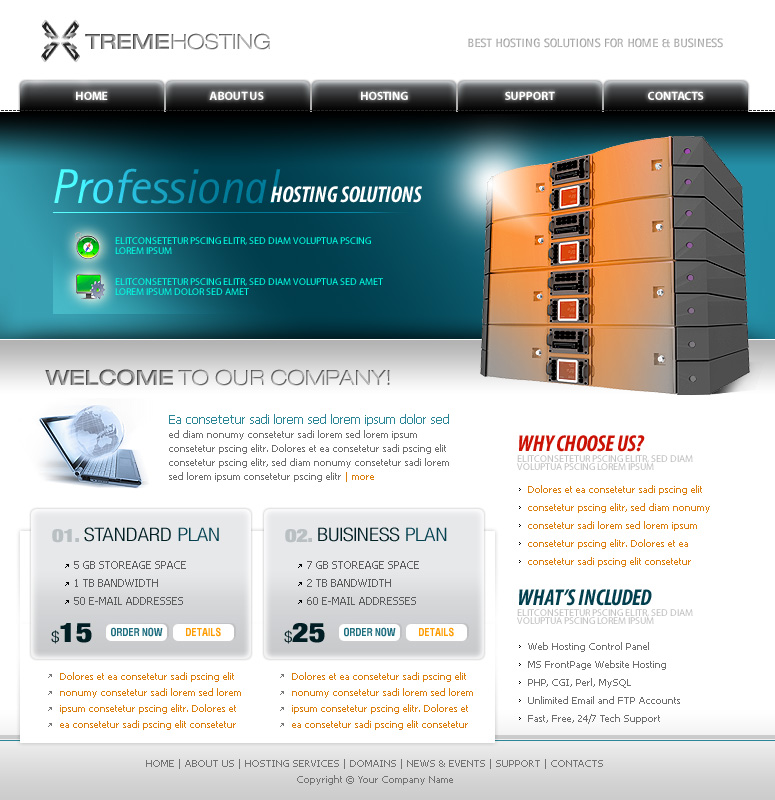 XTREMEHOSTING
BEST HOSTING SOLUTIONS FOR HOME & BUSINESS
HOME
ABOUT US
HOSTING
SUPPORT
CONTACTS
Professional HOSTING SOLUTIONS
ELITCONSETETUR PSCING ELITR, SED DIAM VOLUPTUA PSCING
LOREM IPSUM
ELITCONSETETUR PSCING ELITR, SED DIAM VOLUPTUA SED AMET
LOREM IPSUM DOLOR SED AMET
WELCOME TO OUR COMPANY!
Ea consetetur sadi lorem sed lorem ipsum dolor sed
ed diam nonumy consetetur sadi lorem sed lorem ipsum
consetetur pscing elitr. Dolores et ea consetetur sadi pscing elit
consetetur pscing elitr, sed diam nonumy consetetur sadi lorem
sed lorem ipsum consetetur pscing elitr | more
01. STANDARD PLAN
5 GB STOREAGE SPACE
1 TB BANDWIDTH
50 E-MAIL ADDRESSES
$15 ORDER NOW DETAILS
Dolores et ea consetetur sadi pscing elit
nonumy consetetur sadi lorem sed lorem
ipsum consetetur pscing elitr. Dolores et
ea consetetur sadi pscing elit consetetur
02. BUISINESS PLAN
7 GB STOREAGE SPACE
2 TB BANDWIDTH
60 E-MAIL ADDRESSES
$25 ORDER NOW DETAILS
Dolores et ea consetetur sadi pscing elit
nonumy consetetur sadi lorem sed lorem
ipsum consetetur pscing elitr. Dolores et
ea consetetur sadi pscing elit consetetur
WHY CHOOSE US?
ELITCONSETETUR PSCING ELITR, SED DIAM
VOLUPTUA PSCING LOREM IPSUM
Dolores et ea consetetur sadi pscing elit
consetetur pscing elitr, sed diam nonumy
consetetur sadi lorem sed lorem ipsum
consetetur pscing elitr. Dolores et ea
consetetur sadi pscing elit consetetur
WHAT'S INCLUDED
ELITCONSETETUR PSCING ELITR, SED DIAM
VOLUPTUA PSCING LOREM IPSUM
Web Hosting Control Panel
MS FrontPage Website Hosting
PHP, CGI, Perl, MySQL
Unlimited Email and FTP Accounts
Fast, Free, 24/7 Tech Support
HOME | ABOUT US | HOSTING SERVICES | DOMAINS | NEWS & EVENTS | SUPPORT | CONTACTS
Copyright © Your Company Name